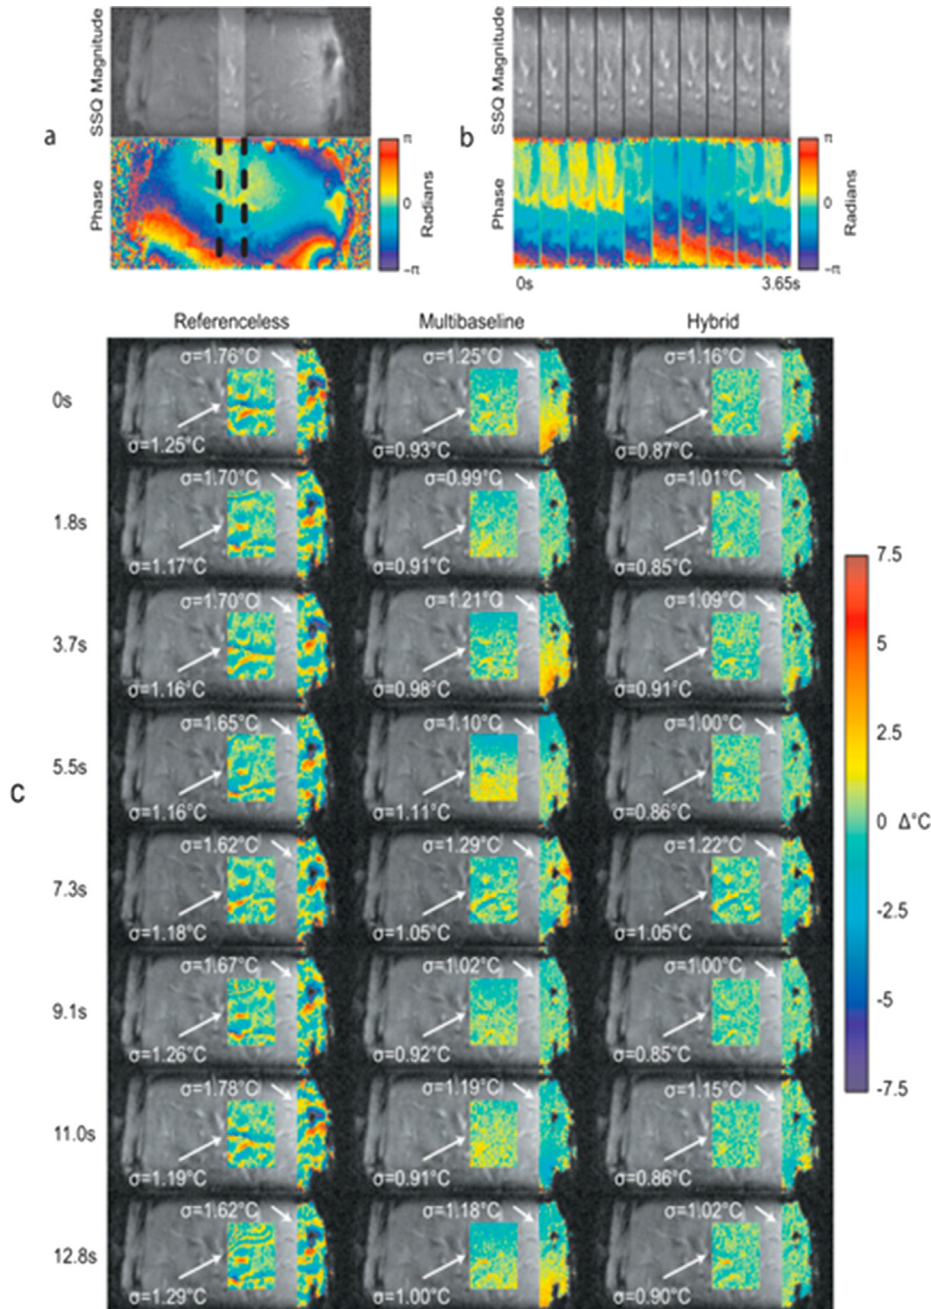 SSQ Magnitude
SSQ Magnitude
a
b
π
π
Phase
0
Radians
Phase
0
Radians
-π
-π
0s
3.65s
Referenceless
Multibaseline
Hybrid
σ=1.76°C
σ=1.25°C
σ=1.16°C
0s
σ=1.25°C
σ=0.93°C
σ=0.87°C
σ=1.70°C
σ=0.99°C
σ=1.01°C
1.8s
σ=1.17°C
σ=0.91°C
σ=0.85°C
σ=1.70°C
σ=1.21°C
σ=1.09°C
3.7s
σ=1.16°C
σ=0.98°C
σ=0.91°C
σ=1.65°C
σ=1.10°C
σ=1.00°C
5.5s
c
σ=1.16°C
σ=1.11°C
σ=0.86°C
σ=1.62°C
σ=1.29°C
σ=1.22°C
7.3s
σ=1.18°C
σ=1.05°C
σ=1.05°C
σ=1.67°C
σ=1.02°C
σ=1.00°C
9.1s
σ=1.26°C
σ=0.92°C
σ=0.85°C
σ=1.78°C
σ=1.19°C
σ=1.15°C
11.0s
σ=1.19°C
σ=0.91°C
σ=0.86°C
σ=1.62°C
σ=1.18°C
σ=1.02°C
12.8s
σ=1.29°C
σ=1.00°C
σ=0.90°C
7.5
5
2.5
0 Δ°C
-2.5
-5
-7.5